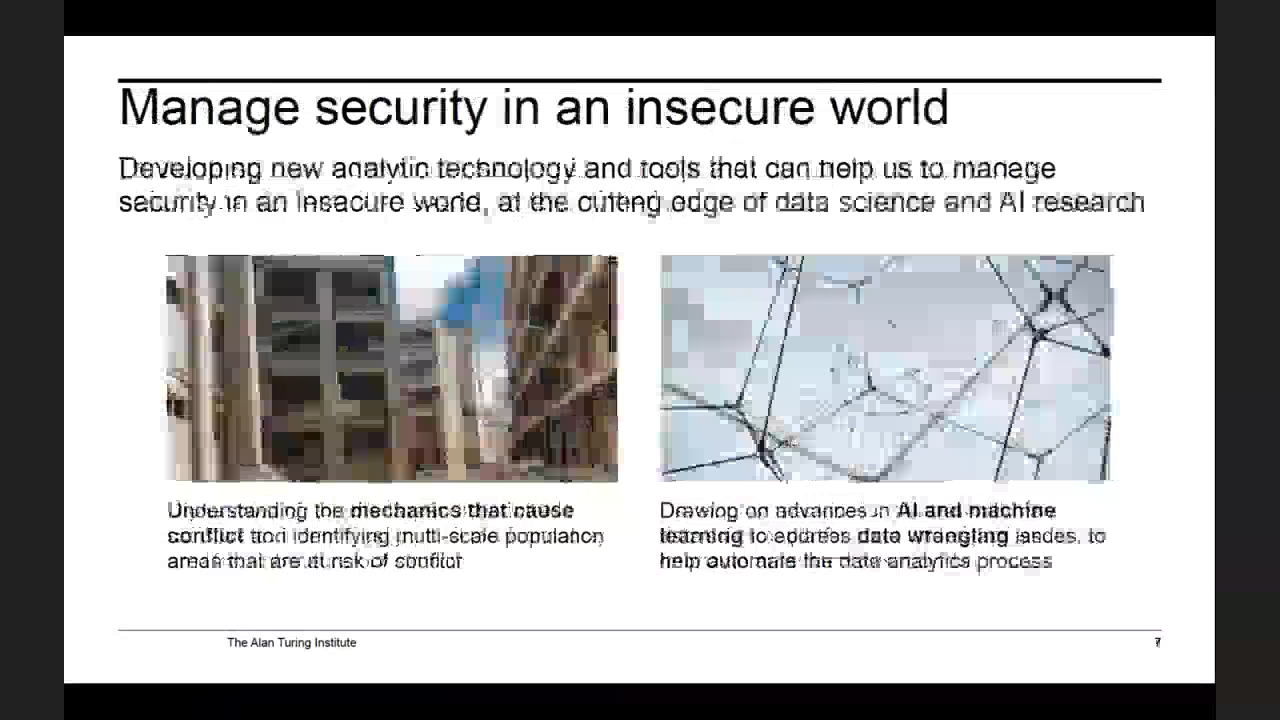 Manage security in an insecure world
Developing new analytic technology and tools that can help us to manage
security in an insecure world, at the cutting edge of data science and AI research
Understanding the mechanics that cause
conflict and identifying multi-scale population
areas that are at risk of conflict
Drawing on advances in AI and machine
learning to address data wrangling issues, to
help automate the data analytics process
The Alan Turing Institute
7